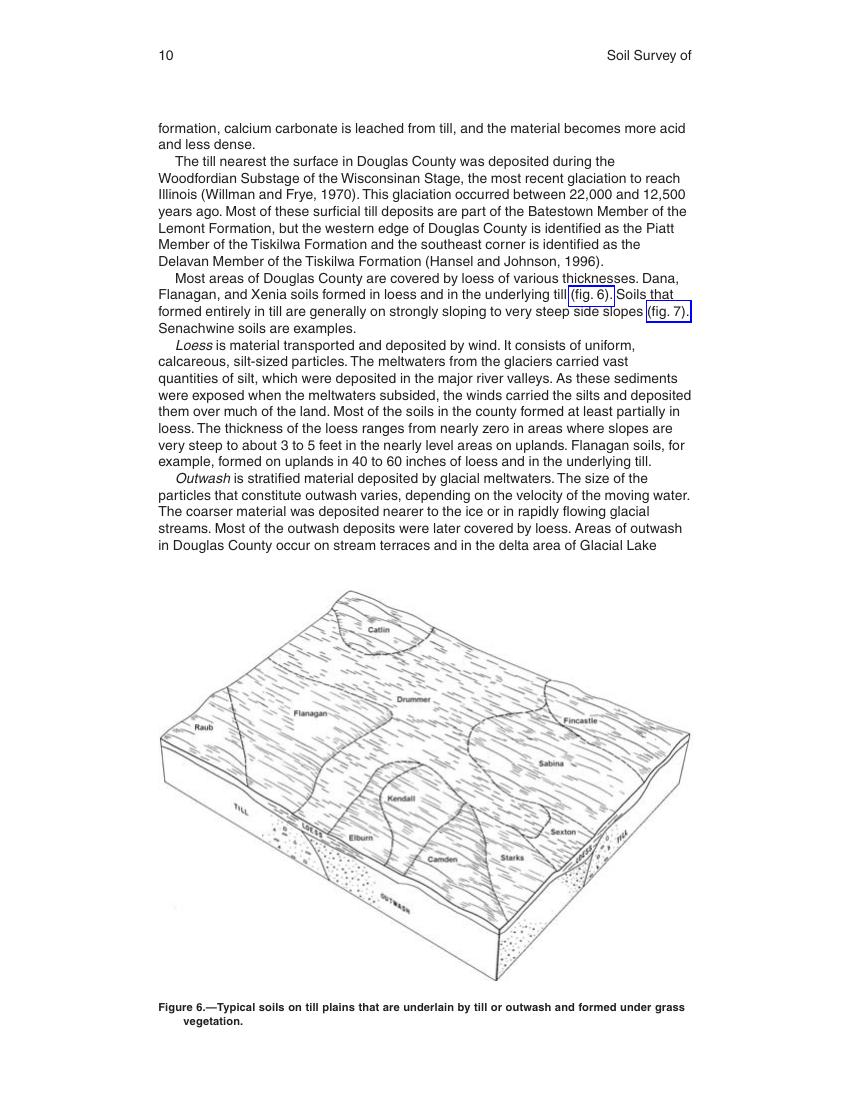 10
Soil Survey of
formation, calcium carbonate is leached from till, and the material becomes more acid
and less dense.
The till nearest the surface in Douglas County was deposited during the
Woodfordian Substage of the Wisconsinan Stage, the most recent glaciation to reach
Illinois (Willman and Frye, 1970). This glaciation occurred between 22,000 and 12,500
years ago. Most of these surficial till deposits are part of the Batestown Member of the
Lemont Formation, but the western edge of Douglas County is identified as the Piatt
Member of the Tiskilwa Formation and the southeast corner is identified as the
Delavan Member of the Tiskilwa Formation (Hansel and Johnson, 1996).
Most areas of Douglas County are covered by loess of various thicknesses. Dana,
Flanagan, and Xenia soils formed in loess and in the underlying till (fig. 6). Soils that
formed entirely in till are generally on strongly sloping to very steep side slopes (fig. 7).
Senachwine soils are examples.
Loess is material transported and deposited by wind. It consists of uniform,
calcareous, silt-sized particles. The meltwaters from the glaciers carried vast
quantities of silt, which were deposited in the major river valleys. As these sediments
were exposed when the meltwaters subsided, the winds carried the silts and deposited
them over much of the land. Most of the soils in the county formed at least partially in
loess. The thickness of the loess ranges from nearly zero in areas where slopes are
very steep to about 3 to 5 feet in the nearly level areas on uplands. Flanagan soils, for
example, formed on uplands in 40 to 60 inches of loess and in the underlying till.
Outwash is stratified material deposited by glacial meltwaters. The size of the
particles that constitute outwash varies, depending on the velocity of the moving water.
The coarser material was deposited nearer to the ice or in rapidly flowing glacial
streams. Most of the outwash deposits were later covered by loess. Areas of outwash
in Douglas County occur on stream terraces and in the delta area of Glacial Lake
Catlin
Drummer
Flanagan
Fincastle
Raub
Sabina
Kendall
TILL
LOESS
Elburn
Sexton
LOESS
TILL
Camden
Starks
OUTWASH
Figure 6.—Typical soils on till plains that are underlain by till or outwash and formed under grass
vegetation.